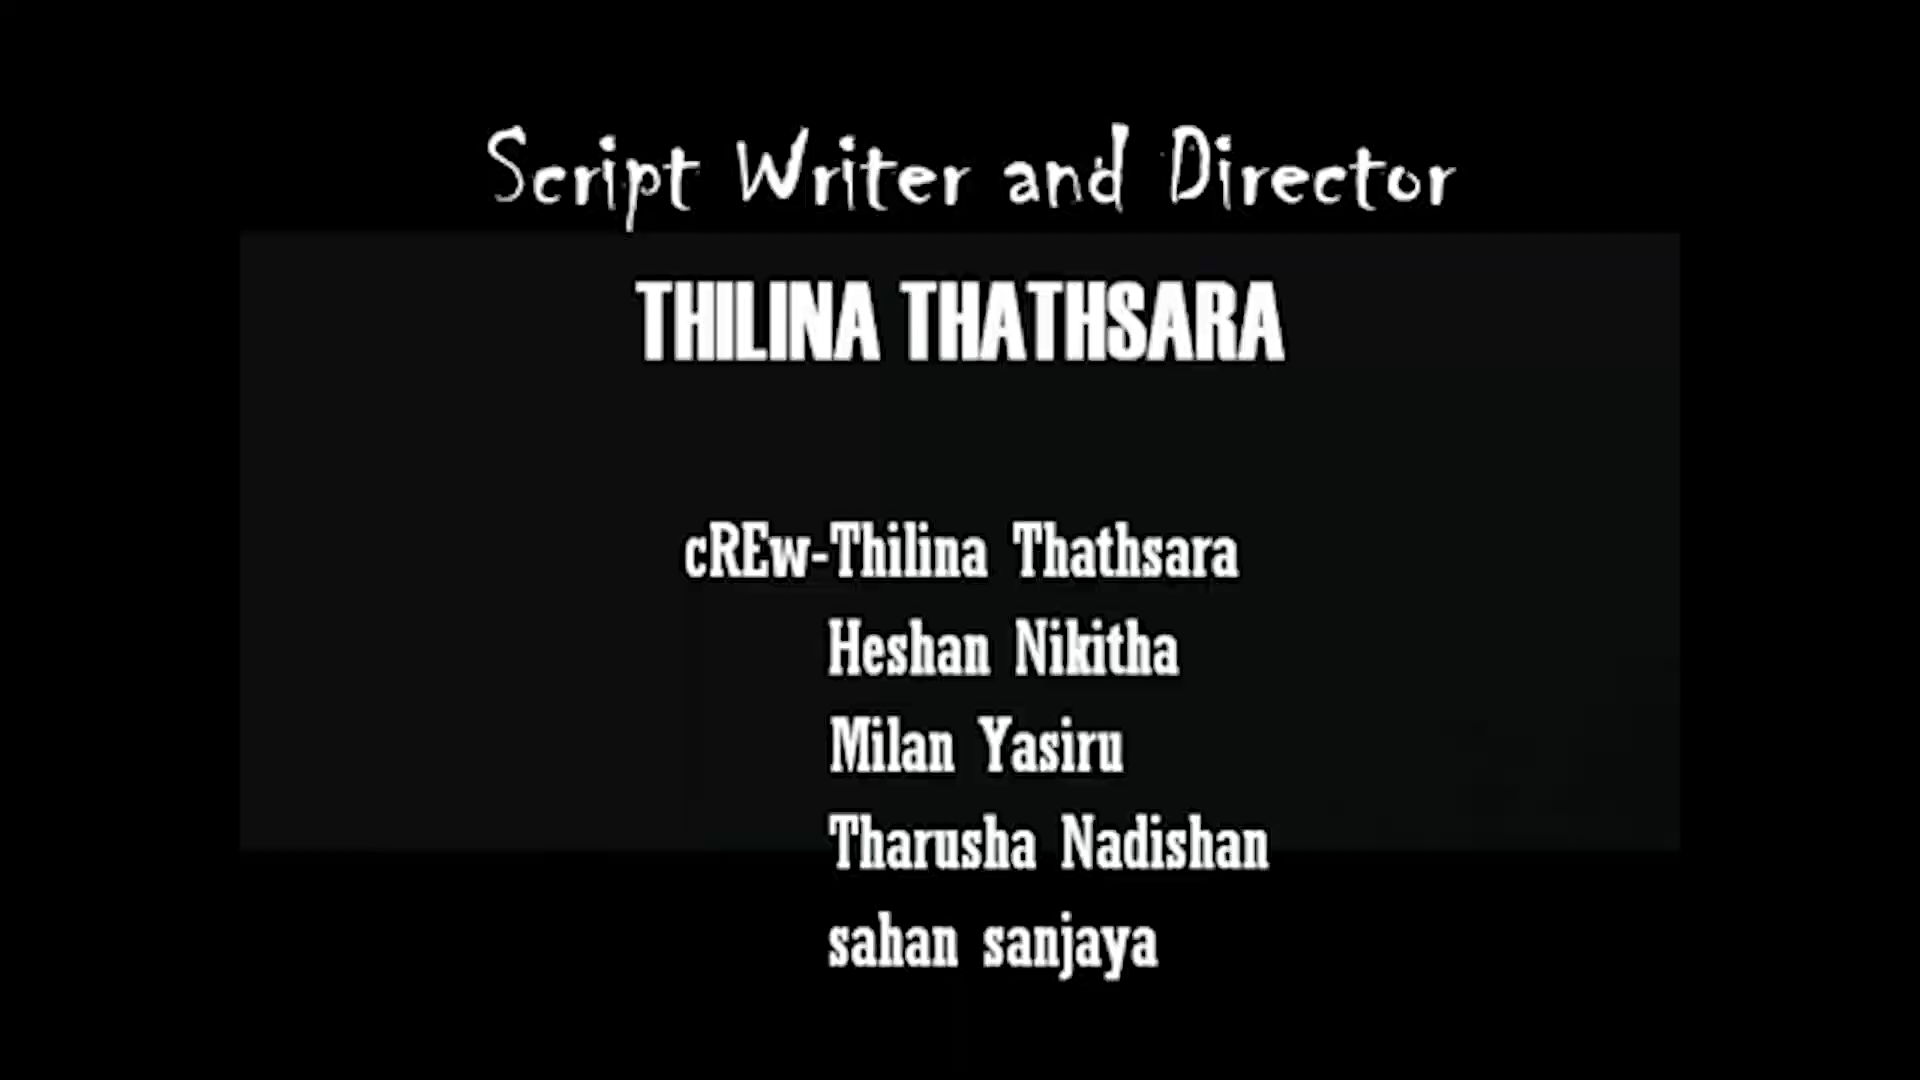 Script Writer and Director
THILINA THATHSARA
cREw-Thilina Thathsara
Heshan Nikitha
Milan Yasiru
Tharusha Nadishan
sahan sanjaya